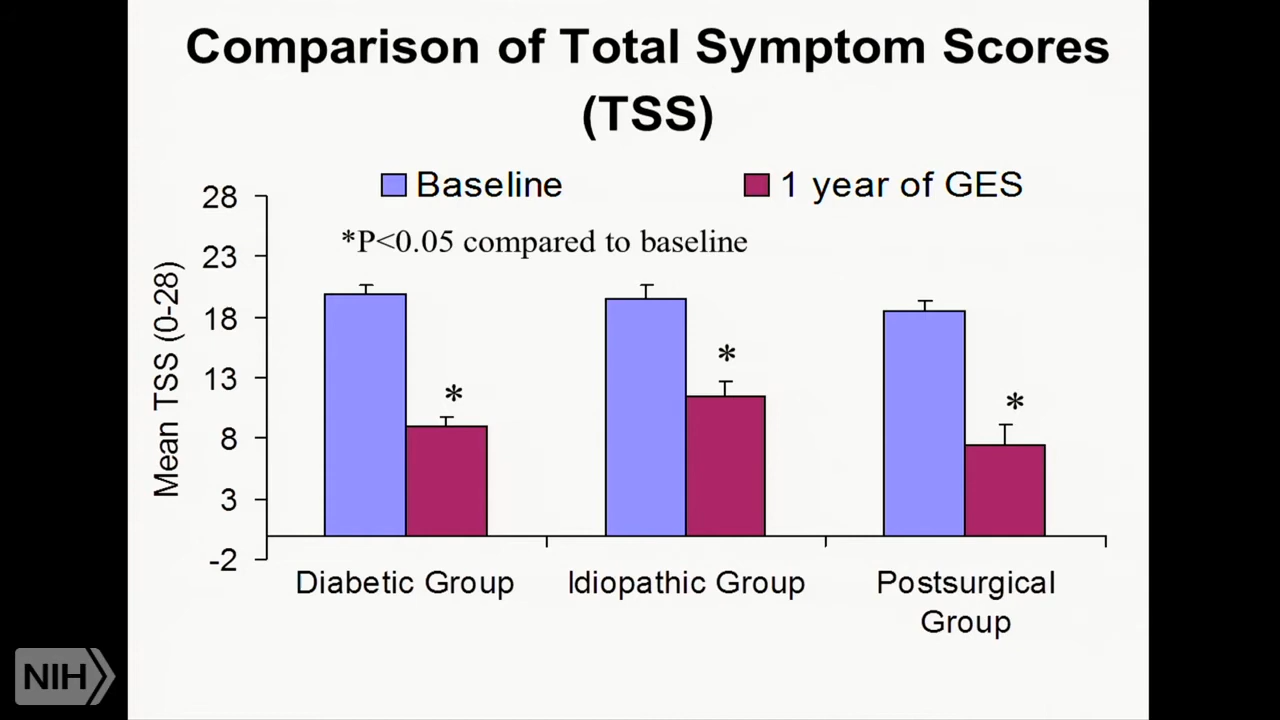 Comparison of Total Symptom Scores
(TSS)
Baseline
1 year of GES
*P<0.05 compared to baseline
Mean TSS (0-28)
28
23
18
13
8
3
-2
*
*
*
Diabetic Group
Idiopathic Group
Postsurgical
Group
NIH